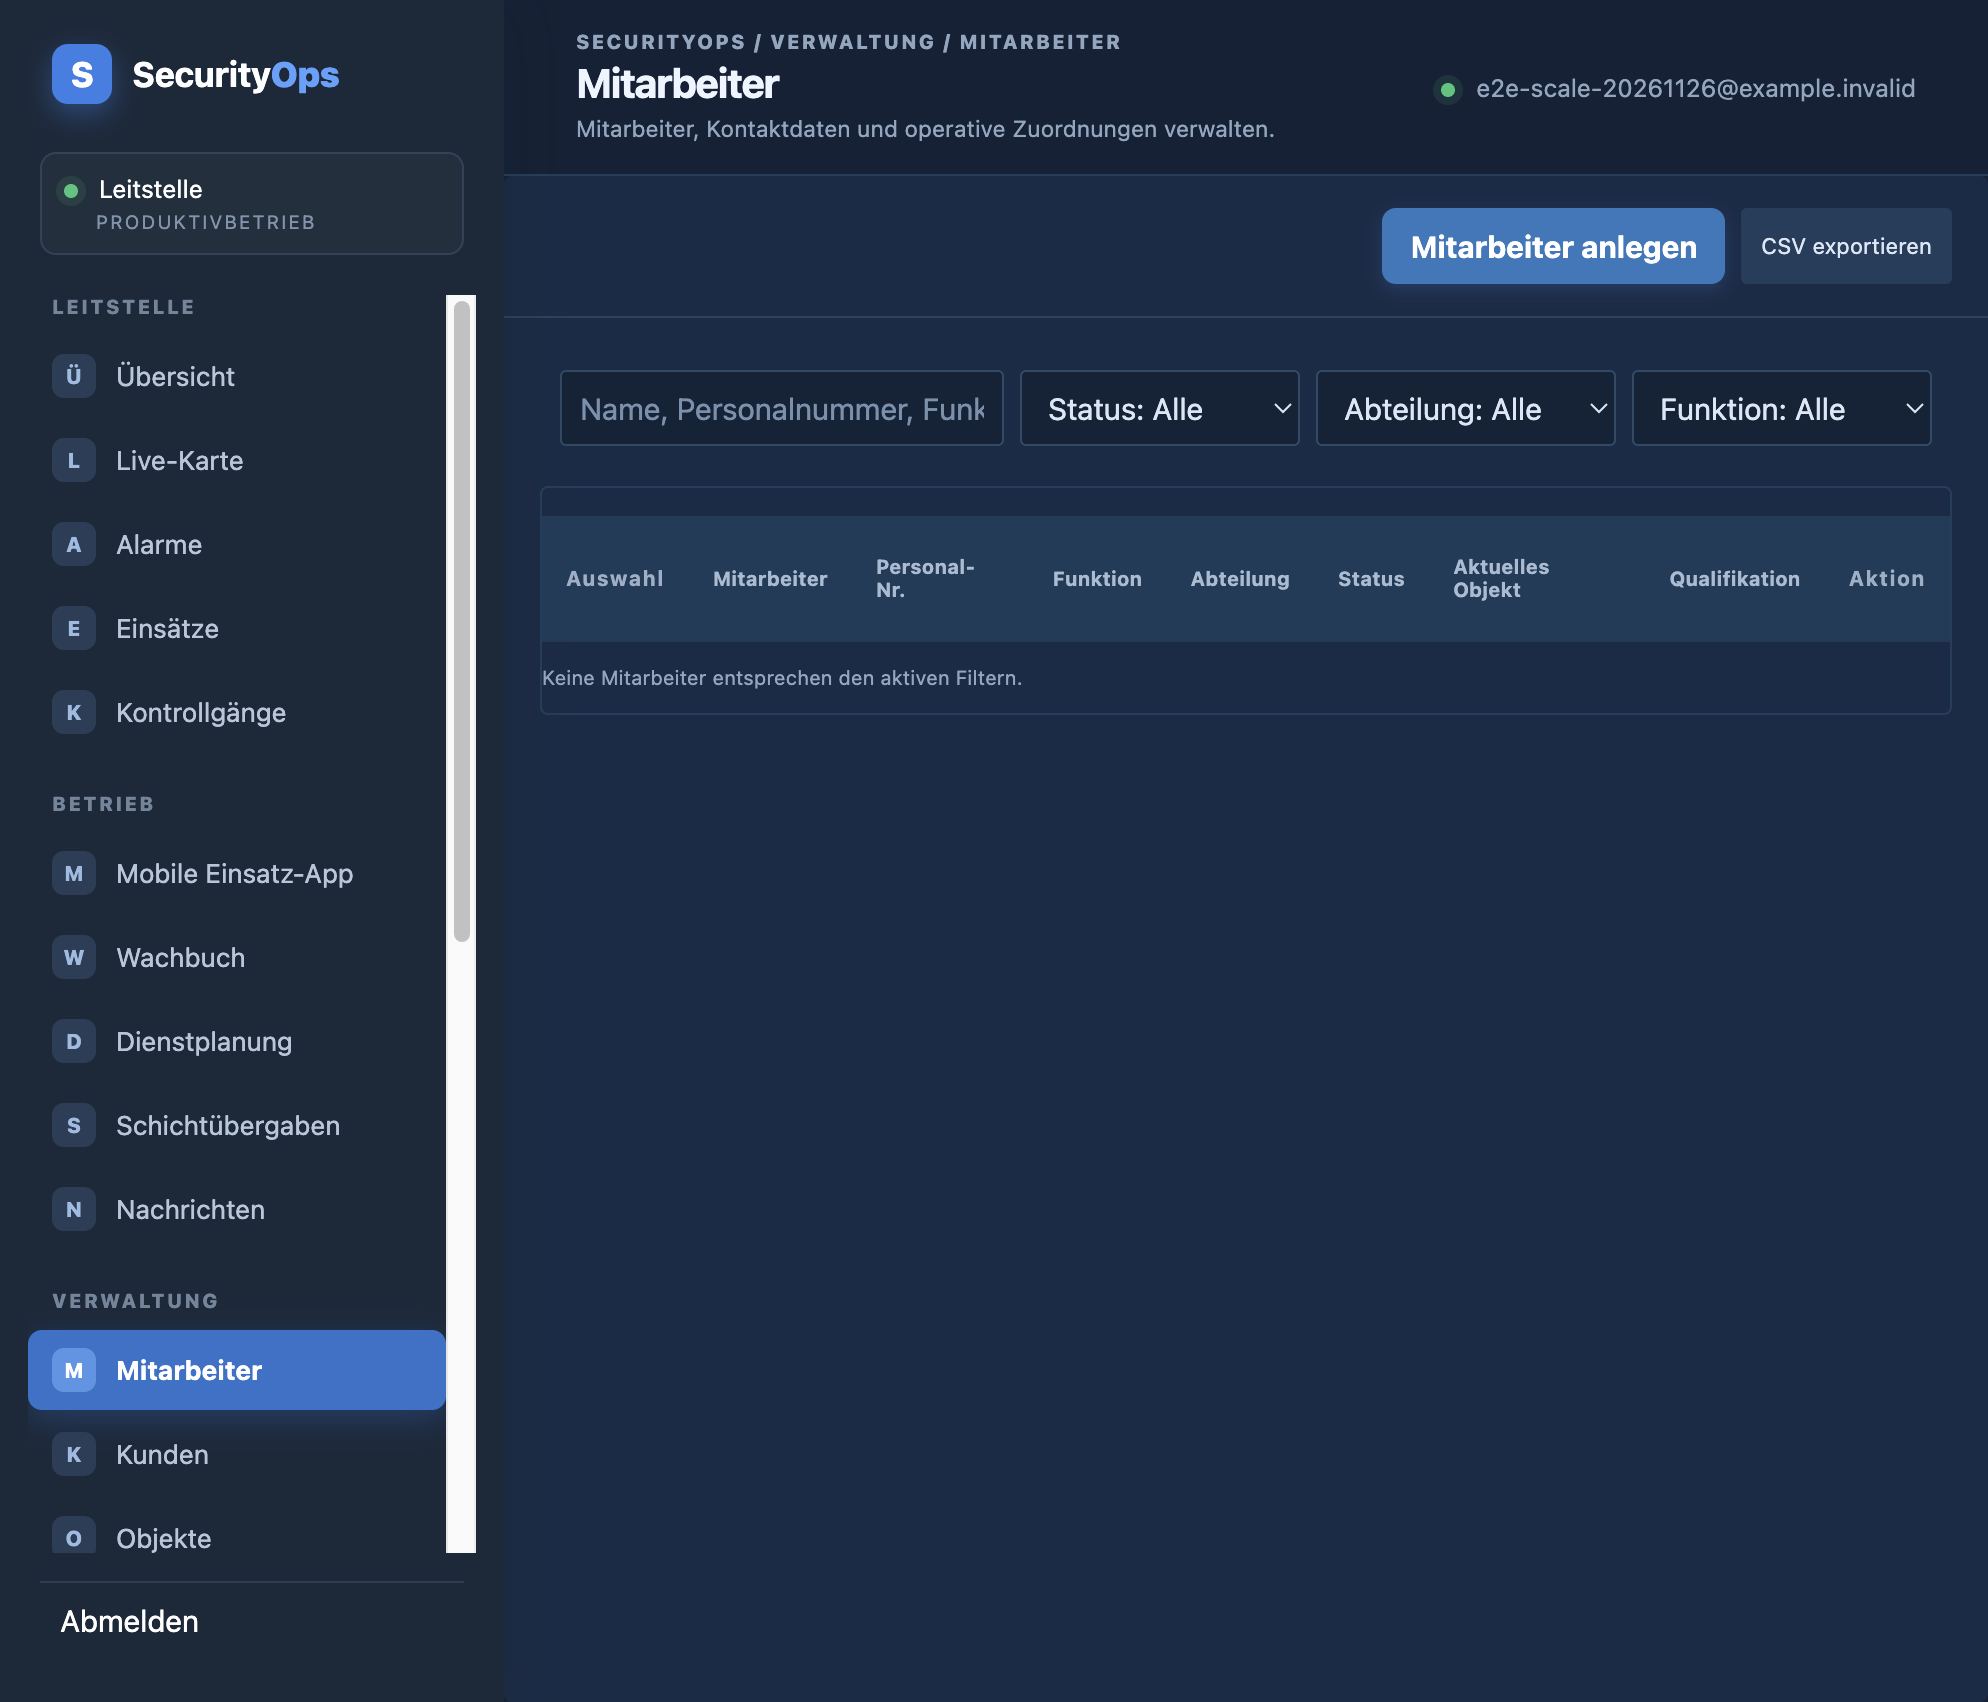 S SecurityOps
Leitstelle
PRODUKTIVBETRIEB
LEITSTELLE
Ü Übersicht
L Live-Karte
A Alarme
E Einsätze
K Kontrollgänge
BETRIEB
M Mobile Einsatz-App
W Wachbuch
D Dienstplanung
S Schichtübergaben
N Nachrichten
VERWALTUNG
M Mitarbeiter
K Kunden
O Objekte
Abmelden
SECURITYOPS / VERWALTUNG / MITARBEITER
Mitarbeiter
Mitarbeiter, Kontaktdaten und operative Zuordnungen verwalten.
e2e-scale-20261126@example.invalid
Mitarbeiter anlegen CSV exportieren
Name, Personalnummer, Funk Status: Alle Abteilung: Alle Funktion: Alle
Auswahl Mitarbeiter Personal-Nr. Funktion Abteilung Status Aktuelles Objekt Qualifikation Aktion
Keine Mitarbeiter entsprechen den aktiven Filtern.